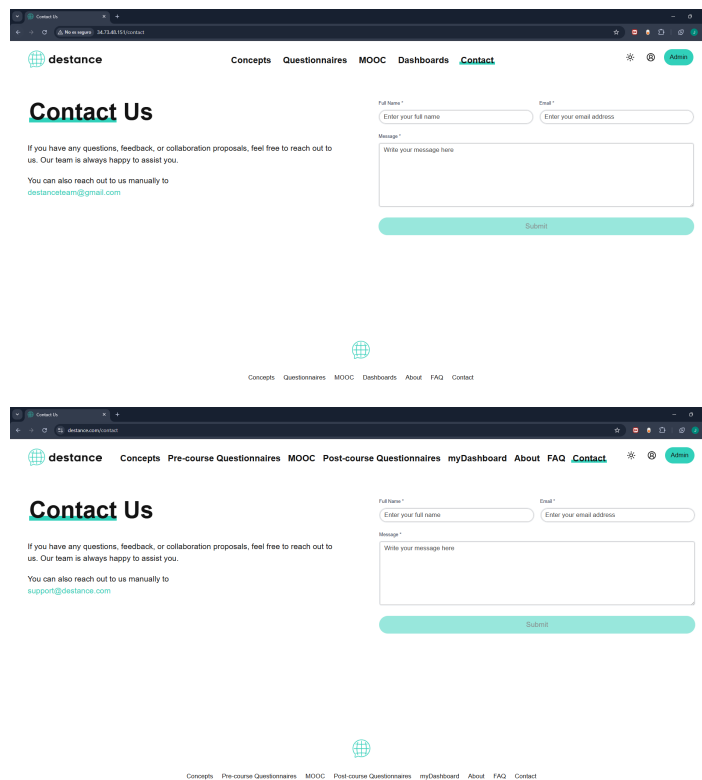 Contact Us
No es seguro 34.73.40.151/contact
destance
Concepts Questionnaires MOOC Dashboards Contact
Admin
Contact Us
Full Name *
Email *
Enter your full name
Enter your email address
If you have any questions, feedback, or collaboration proposals, feel free to reach out to
us. Our team is always happy to assist you.
Message *
Write your message here
You can also reach out to us manually to
destanceteam@gmail.com
Submit
Concepts Questionnaires MOOC Dashboards About FAQ Contact
Contact Us
destance.com/contact
destance
Concepts Pre-course Questionnaires MOOC Post-course Questionnaires myDashboard About FAQ Contact
Admin
Contact Us
Full Name *
Email *
Enter your full name
Enter your email address
If you have any questions, feedback, or collaboration proposals, feel free to reach out to
us. Our team is always happy to assist you.
Message *
Write your message here
You can also reach out to us manually to
support@destance.com
Submit
Concepts Pre-course Questionnaires MOOC Post-course Questionnaires myDashboard About FAQ Contact